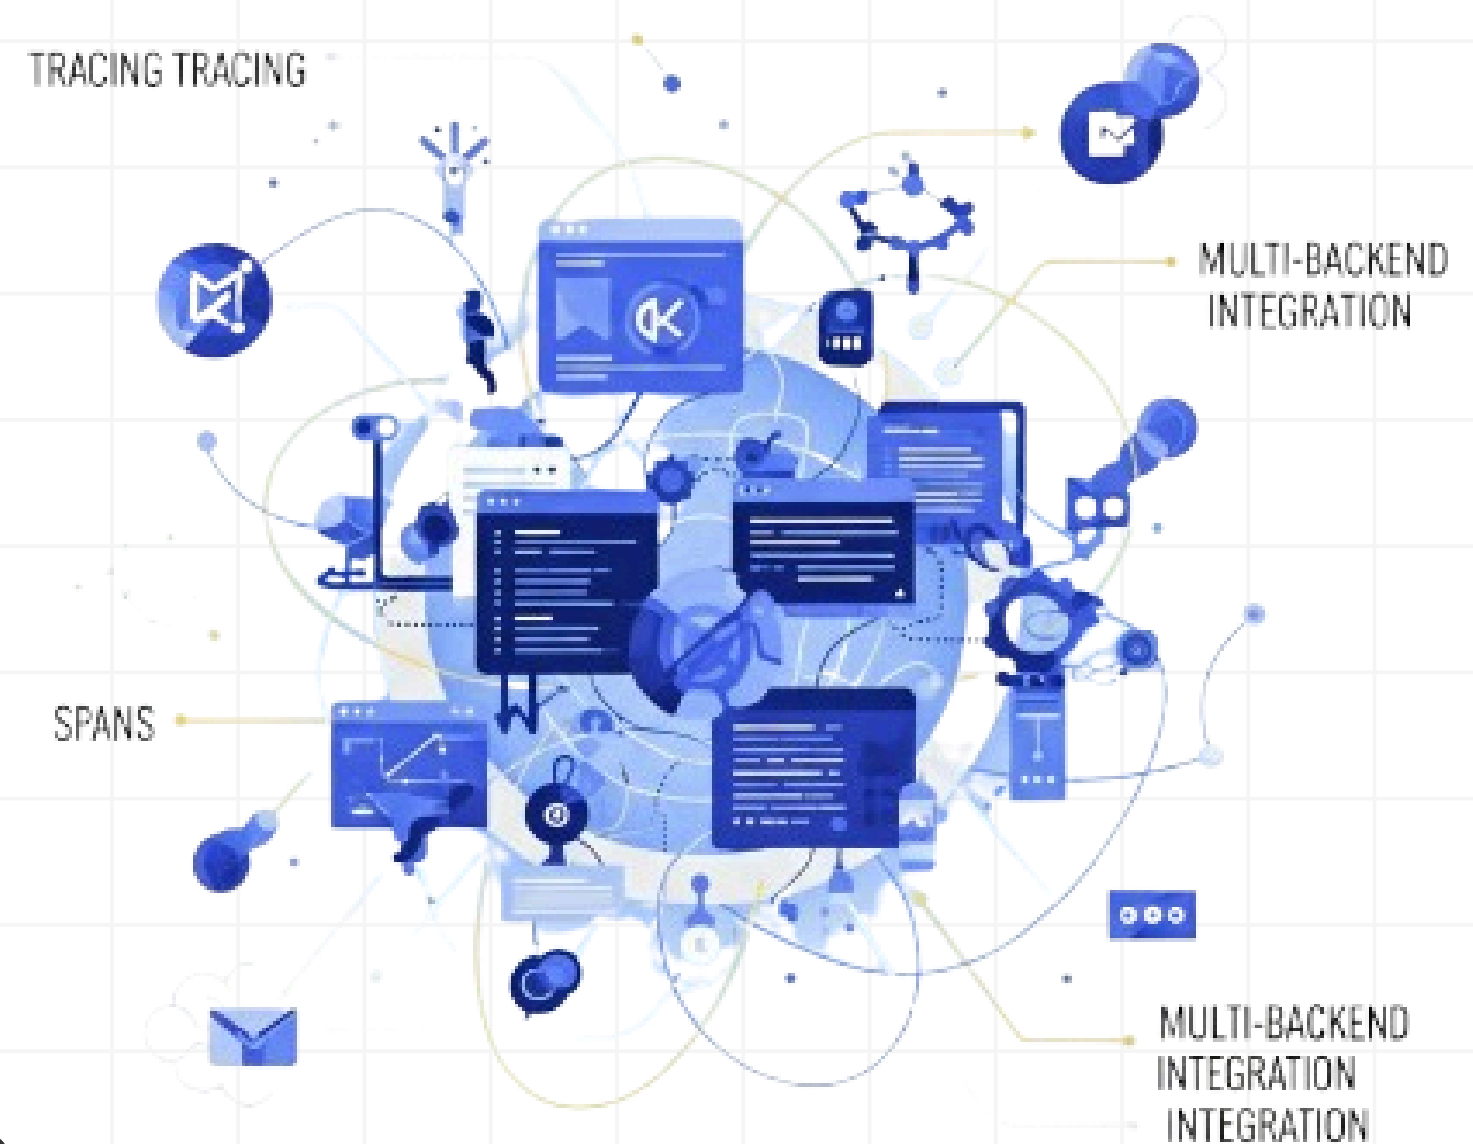 TRACING TRACING
MULTI-BACKEND
INTEGRATION
SPANS
MULTI-BACKEND
INTEGRATION
INTEGRATION